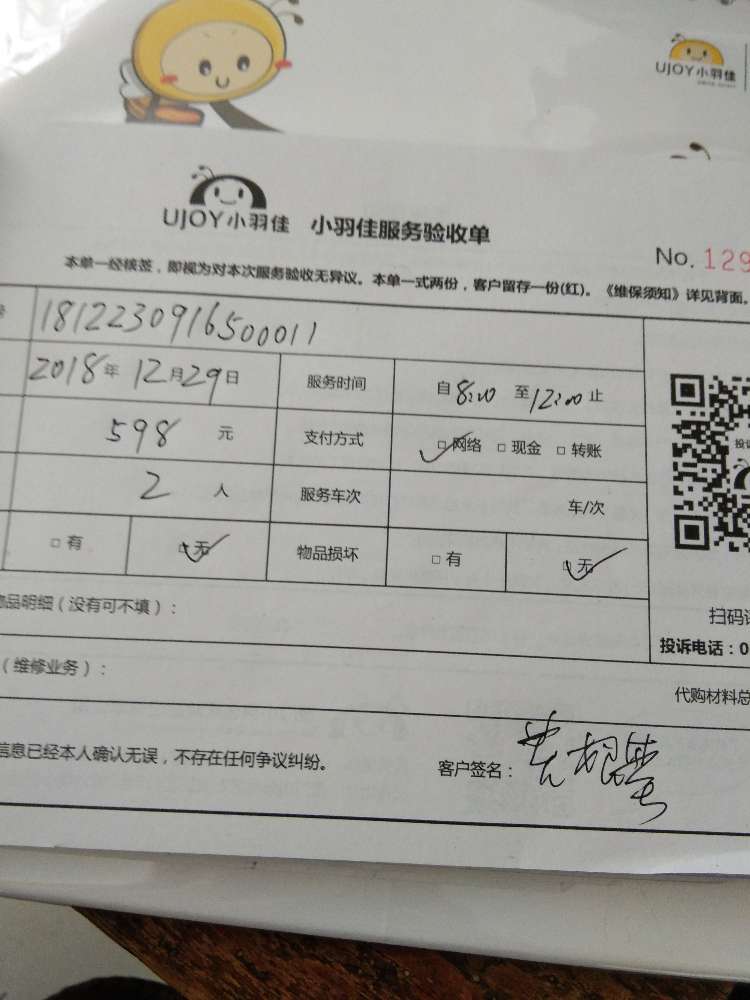 UJOY小羽佳
UJOY小羽佳 小羽佳服务验收单
No. 129
本单一经核签，即视为对本次服务验收无异议。本单一式两份，客户留存一份(红)。《维保须知》详见背面。
1812230916500011
2018年12月29日 服务时间 自8:00 至12:00止
598 元 支付方式 □网络 □现金 □转账
2 人 服务车次 车/次
□有 □无 物品损坏 □有 □无
扫码
品明细（没有可不填）：
投诉电话：0
（维修业务）：
代购材料总
信息已经本人确认无误，不存在任何争议纠纷。 客户签名：